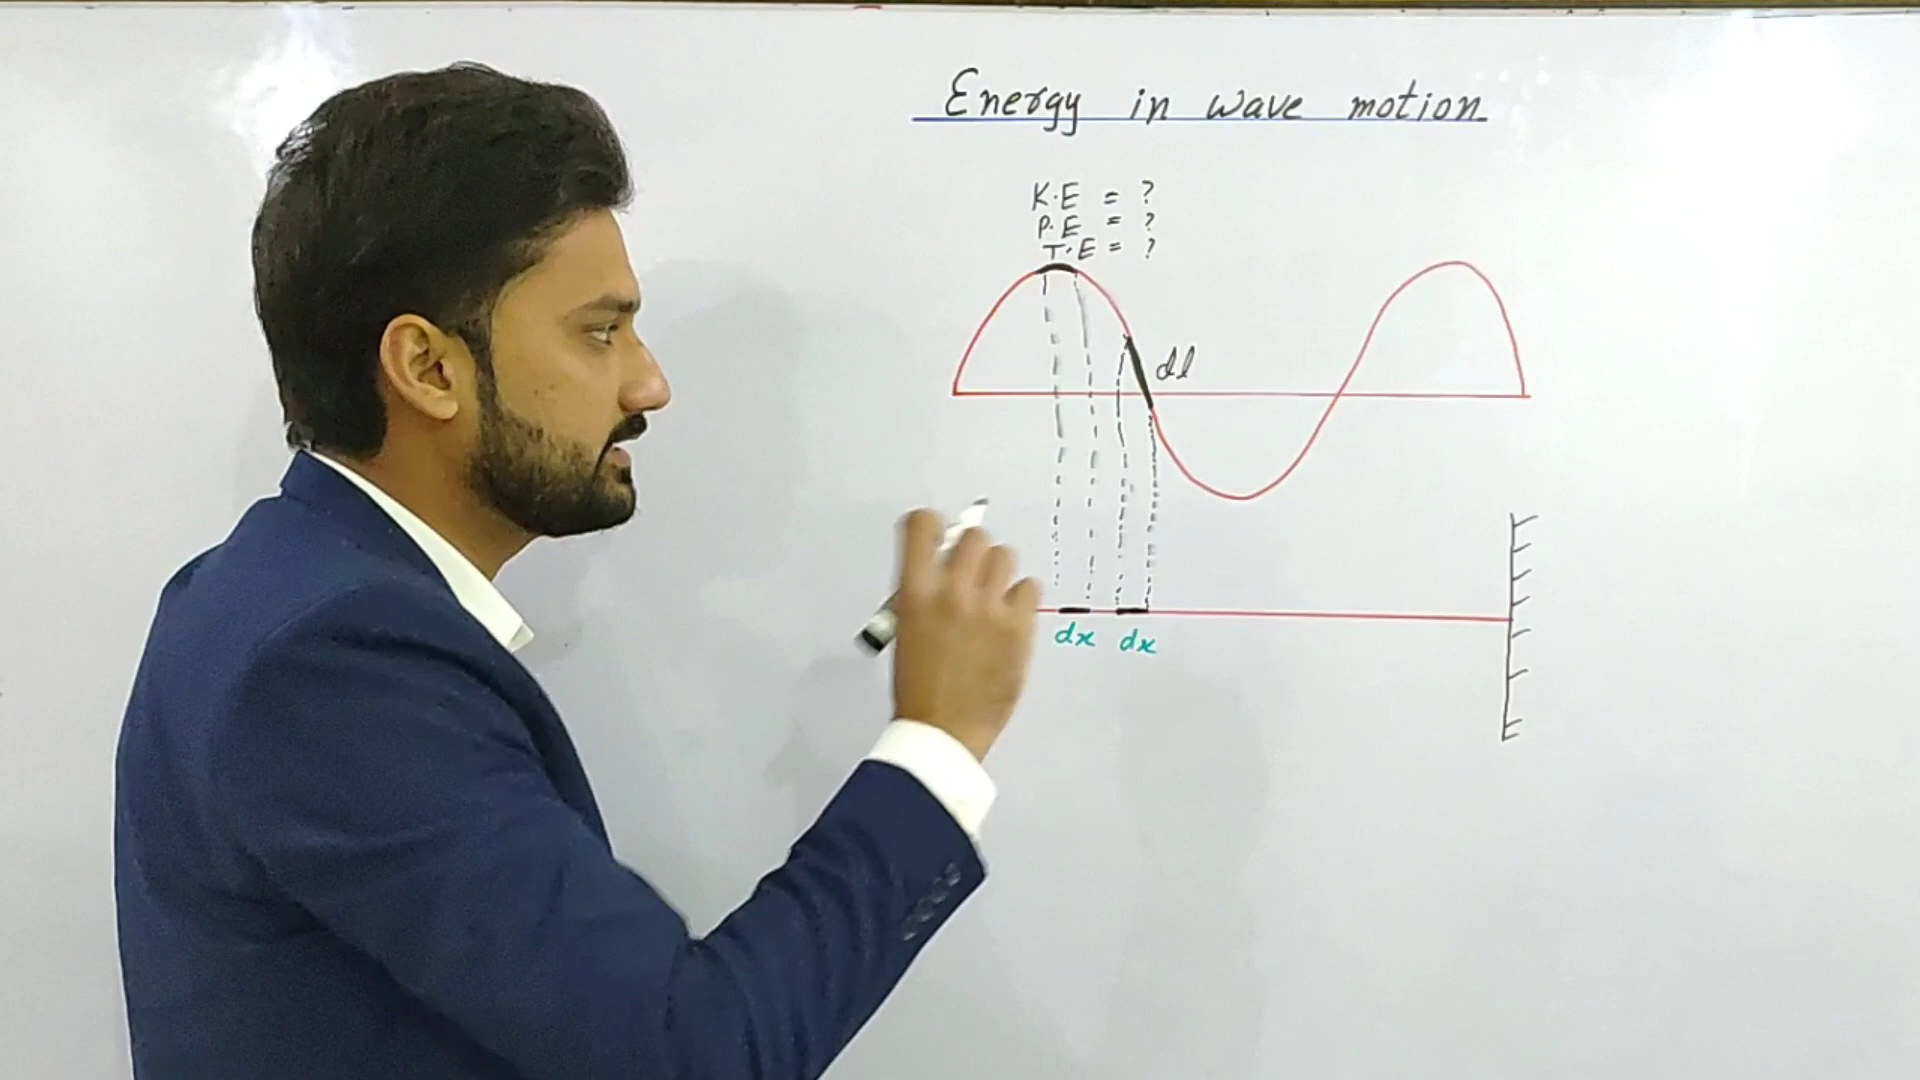 Energy in wave motion
K.E = ?
P.E = ?
T.E = ?
dl
dx dx